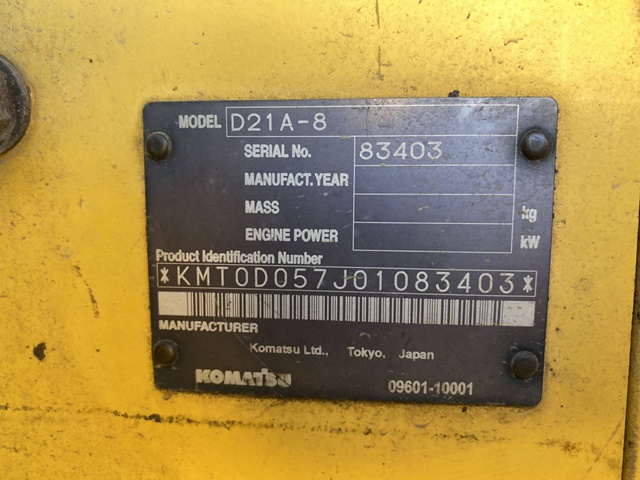 MODEL D21A-8
SERIAL No. 83403
MANUFACT.YEAR
MASS kg
ENGINE POWER kW
Product Identification Number
*KMT0D057J01083403*
MANUFACTURER
Komatsu Ltd., Tokyo, Japan
KOMATSU 09601-10001